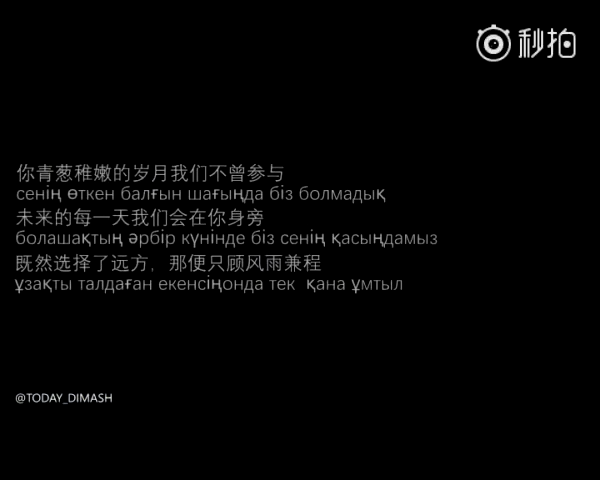 秒拍
你青葱稚嫩的岁月我们不曾参与
сенің өткен балғын шағыңда біз болмадық
未来的每一天我们会在你身旁
болашақтың әрбір күнінде біз сенің қасыңдамыз
既然选择了远方，那便只顾风雨兼程
ұзақты талдаған екенсіңонда тек қана ұмтыл
@TODAY_DIMASH